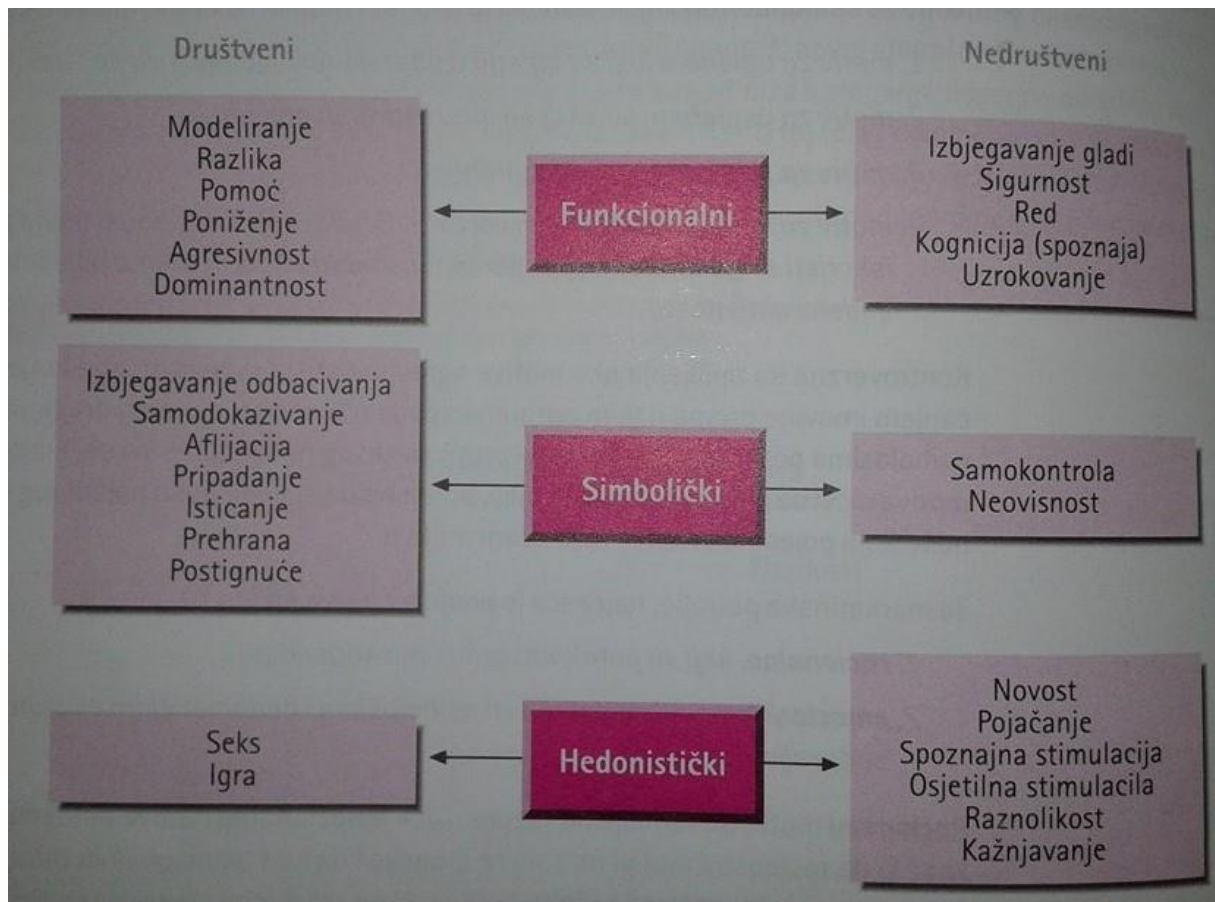 Društveni
Nedruštveni
Modeliranje
Razlika
Pomoć
Poniženje
Agresivnost
Dominantnost
Funkcionalni
Izbjegavanje gladi
Sigurnost
Red
Kognicija (spoznaja)
Uzrokovanje
Izbjegavanje odbacivanja
Samodokazivanje
Aflijacija
Pripadanje
Isticanje
Prehrana
Postignuće
Simbolički
Samokontrola
Neovisnost
Seks
Igra
Hedonistički
Novost
Pojačanje
Spoznajna stimulacija
Osjetilna stimulacila
Raznolikost
Kažnjavanje